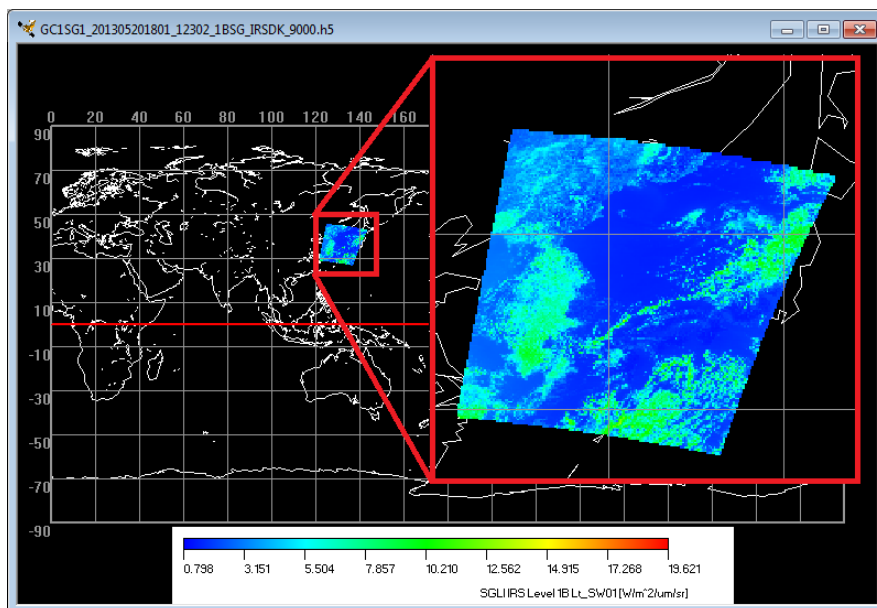 GC1SG1_201305201801_12302_1BSG_IRSDK_9000.h5
0 20 40 60 80 100 120 140 160
90
70
50
30
10
-10
-30
-50
-70
-90
0.798 3.151 5.504 7.857 10.210 12.562 14.915 17.268 19.621
SGLI IRS Level 1B Lt_SW01 [W/m^2/um/sr]